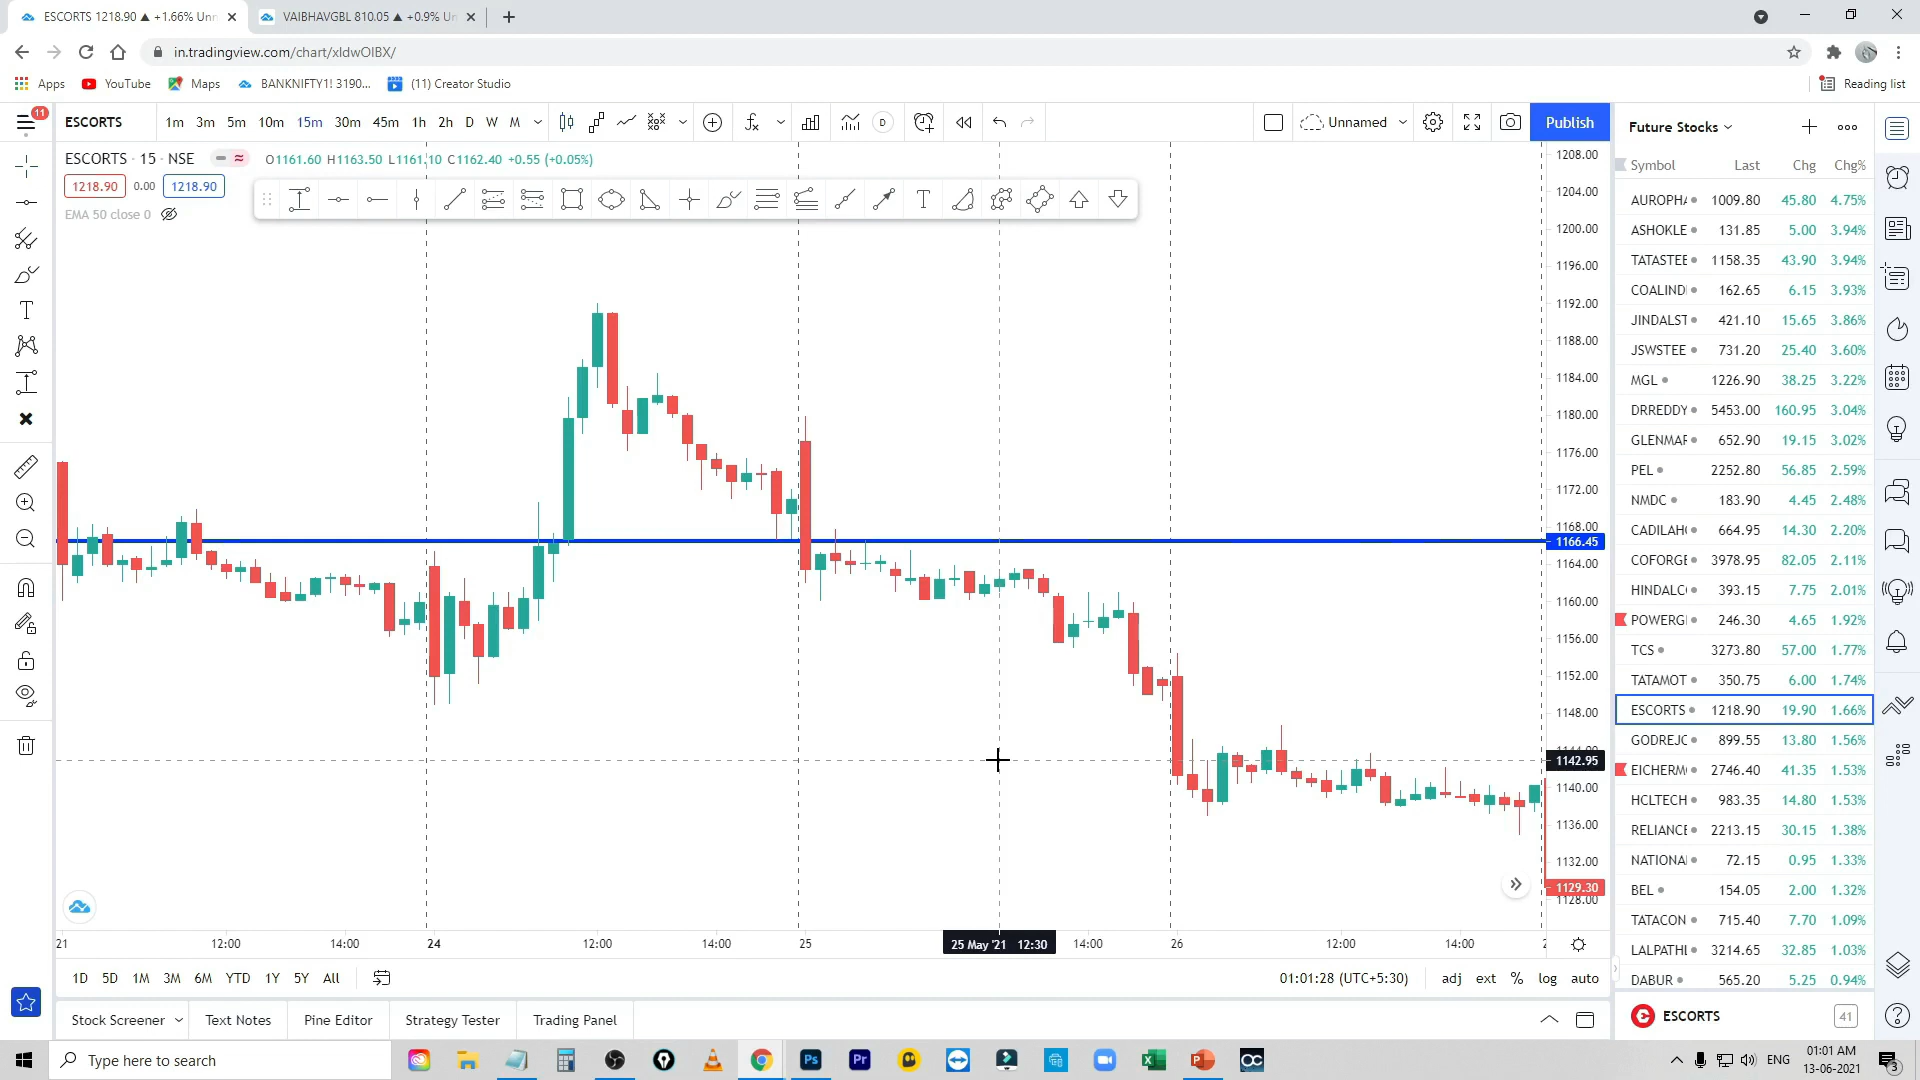 ESCORTS 1218.90 ▲ +1.66% Unn
VAIBHAVGBL 810.05 ▲ +0.9% Un
in.tradingview.com/chart/xIdwOIBX/
Apps YouTube Maps BANKNIFTY1! 3190... (11) Creator Studio Reading list
11
ESCORTS 1m 3m 5m 10m 15m 30m 45m 1h 2h D W M D Unnamed Publish
Future Stocks
ESCORTS · 15 · NSE O1161.60 H1163.50 L1161.10 C1162.40 +0.55 (+0.05%)
1218.90 0.00 1218.90
EMA 50 close 0
T
T
1208.00
1204.00
1200.00
1196.00
1192.00
1188.00
1184.00
1180.00
1176.00
1172.00
1168.00
1166.45
1164.00
1160.00
1156.00
1152.00
1148.00
1144.00
1142.95
1140.00
1136.00
1132.00
1129.30
1128.00
21 12:00 14:00 24 12:00 14:00 25 25 May '21 12:30 14:00 26 12:00 14:00 2
1D 5D 1M 3M 6M YTD 1Y 5Y All 01:01:28 (UTC+5:30) adj ext % log auto
Stock Screener Text Notes Pine Editor Strategy Tester Trading Panel
Symbol Last Chg Chg%
AUROPHA 1009.80 45.80 4.75%
ASHOKLE 131.85 5.00 3.94%
TATASTEE 1158.35 43.90 3.94%
COALIND 162.65 6.15 3.93%
JINDALST 421.10 15.65 3.86%
JSWSTEE 731.20 25.40 3.60%
MGL 1226.90 38.25 3.22%
DRREDDY 5453.00 160.95 3.04%
GLENMAR 652.90 19.15 3.02%
PEL 2252.80 56.85 2.59%
NMDC 183.90 4.45 2.48%
CADILAH 664.95 14.30 2.20%
COFORGE 3978.95 82.05 2.11%
HINDALC 393.15 7.75 2.01%
POWERG 246.30 4.65 1.92%
TCS 3273.80 57.00 1.77%
TATAMOT 350.75 6.00 1.74%
ESCORTS 1218.90 19.90 1.66%
GODREJC 899.55 13.80 1.56%
EICHERM 2746.40 41.35 1.53%
HCLTECH 983.35 14.80 1.53%
RELIANCE 2213.15 30.15 1.38%
NATIONA 72.15 0.95 1.33%
BEL 154.05 2.00 1.32%
TATACON 715.40 7.70 1.09%
LALPATHI 3214.65 32.85 1.03%
DABUR 565.20 5.25 0.94%
ESCORTS 41
Type here to search
Ps Pr ENG 01:01 AM
13-06-2021
3